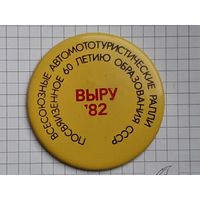 ВСЕСОЮЗНЫЕ АВТОМОТОТУРИСТИЧЕСКИЕ РАЛЛИ
ПОСВЯЩЕННОЕ 60 ЛЕТИЮ ОБРАЗОВАНИЯ СССР
ВЫРУ
'82